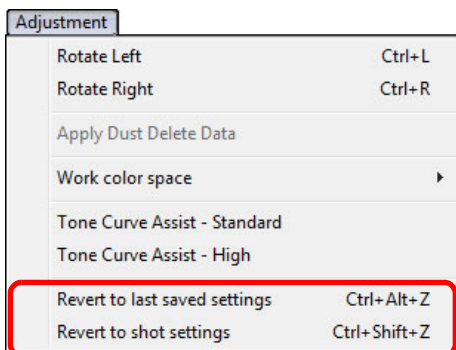 Adjustment
Rotate Left Ctrl+L
Rotate Right Ctrl+R
Apply Dust Delete Data
Work color space
Tone Curve Assist - Standard
Tone Curve Assist - High
Revert to last saved settings Ctrl+Alt+Z
Revert to shot settings Ctrl+Shift+Z